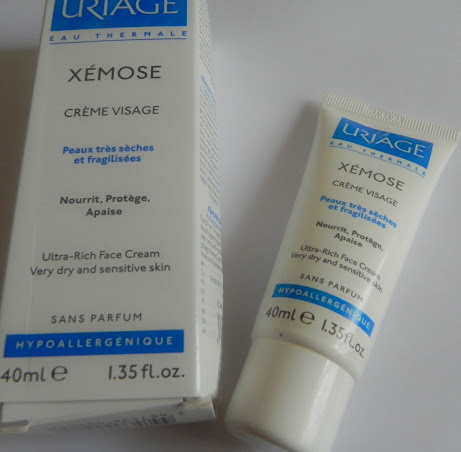 URIAGE
EAU THERMALE
XÉMOSE
CRÈME VISAGE
Peaux très sèches
et fragilisées
Nourrit, Protège,
Apaise
Ultra-Rich Face Cream
Very dry and sensitive skin
SANS PARFUM
HYPOALLERGÉNIQUE
40ml e 1.35 fl.oz.
URIAGE
EAU THERMALE
XÉMOSE
CRÈME VISAGE
Peaux très sèches
et fragilisées
Nourrit, Protège,
Apaise
Ultra-Rich Face Cream
Very dry and sensitive skin
SANS PARFUM
HYPOALLERGÉNIQUE
40ml e 1.35 fl.oz.